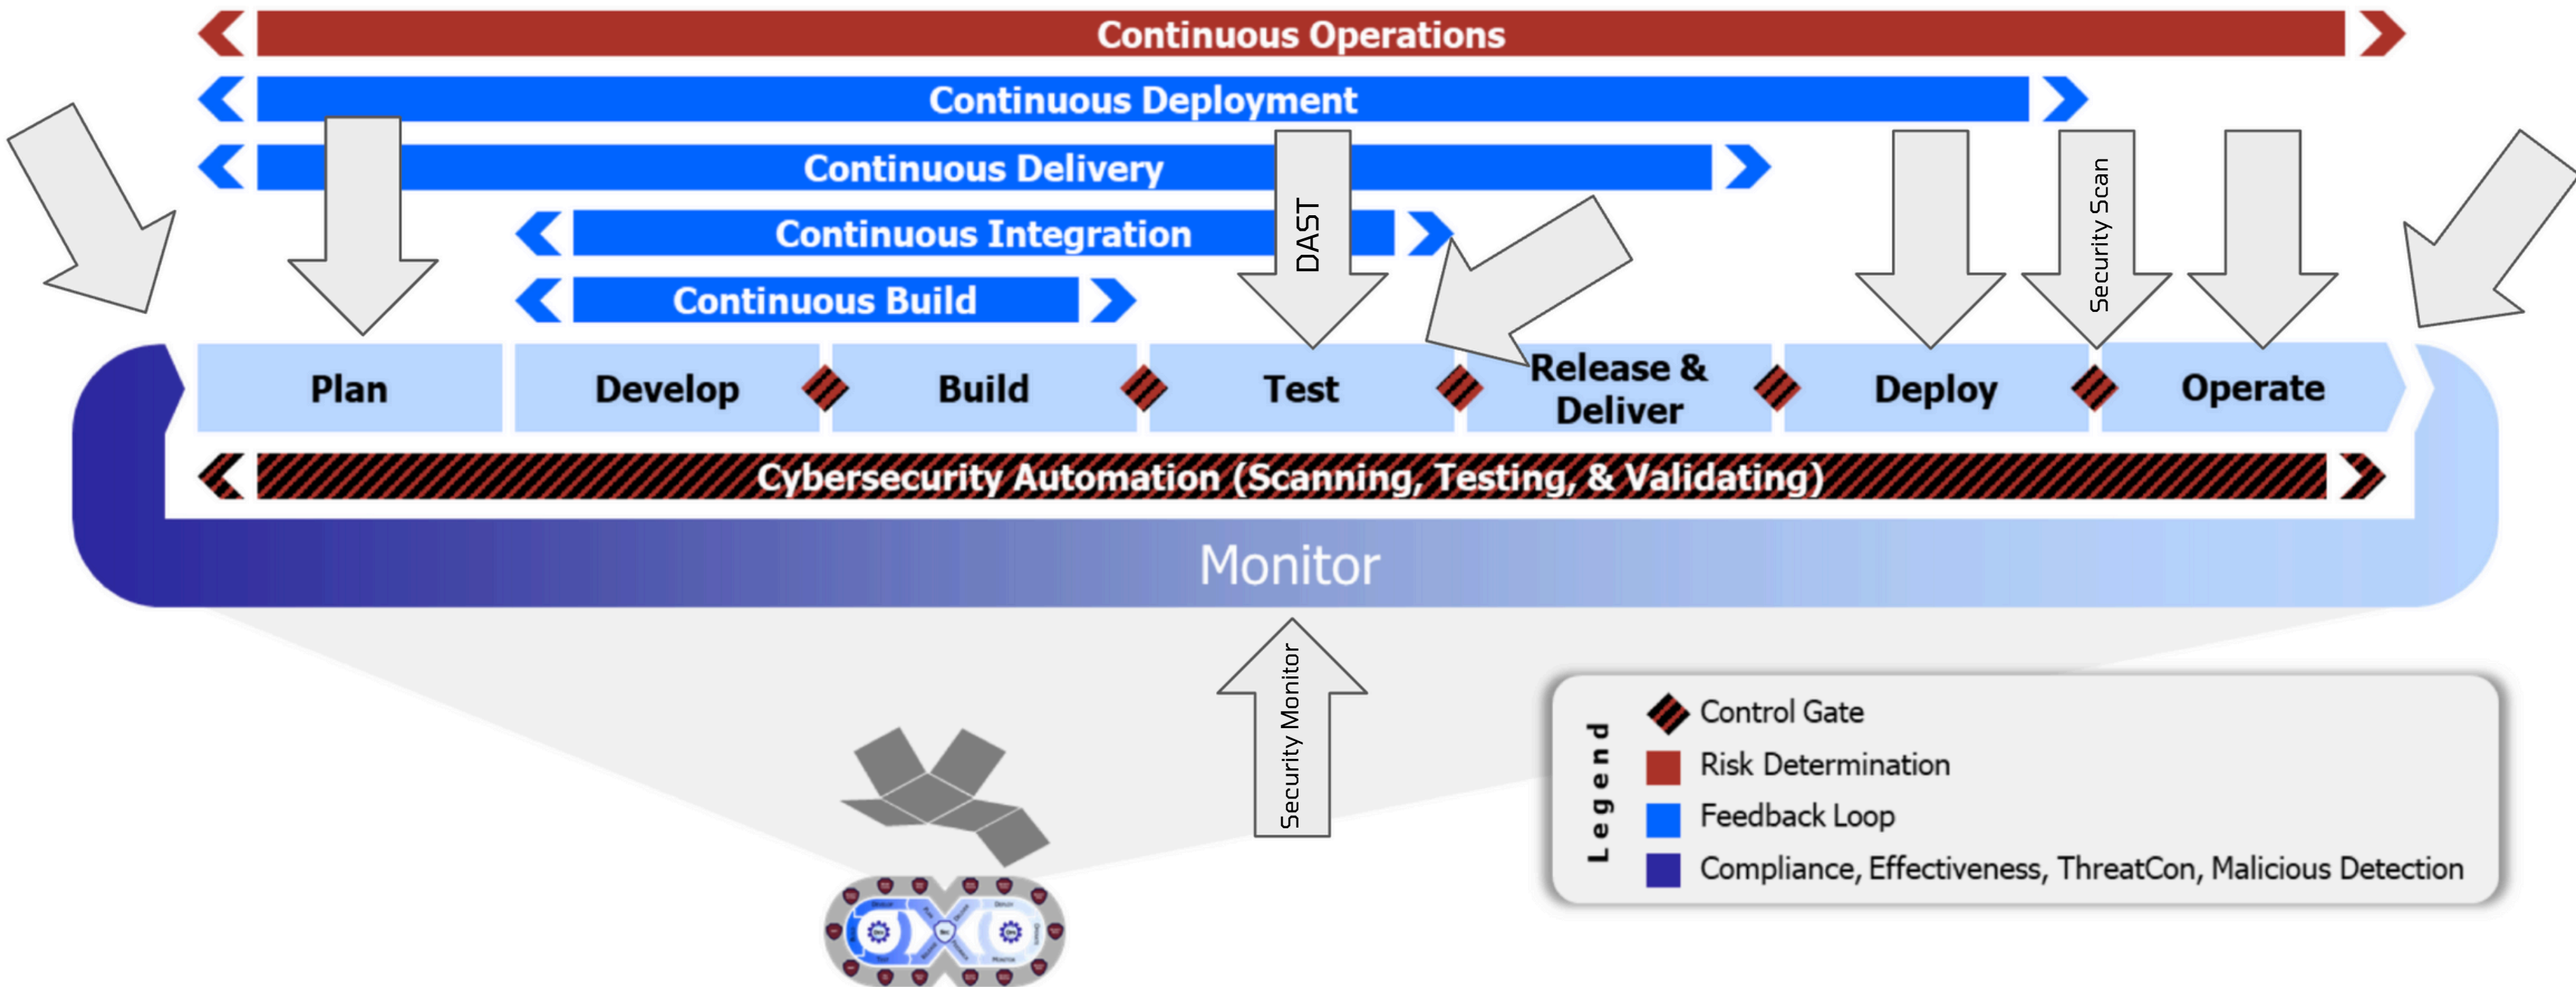 Continuous Operations
Continuous Deployment
Continuous Delivery
Continuous Integration
Continuous Build
DAST
Security Scan
Plan
Develop
Build
Test
Release &
Deliver
Deploy
Operate
Cybersecurity Automation (Scanning, Testing, & Validating)
Monitor
Security Monitor
Legend
Control Gate
Risk Determination
Feedback Loop
Compliance, Effectiveness, ThreatCon, Malicious Detection